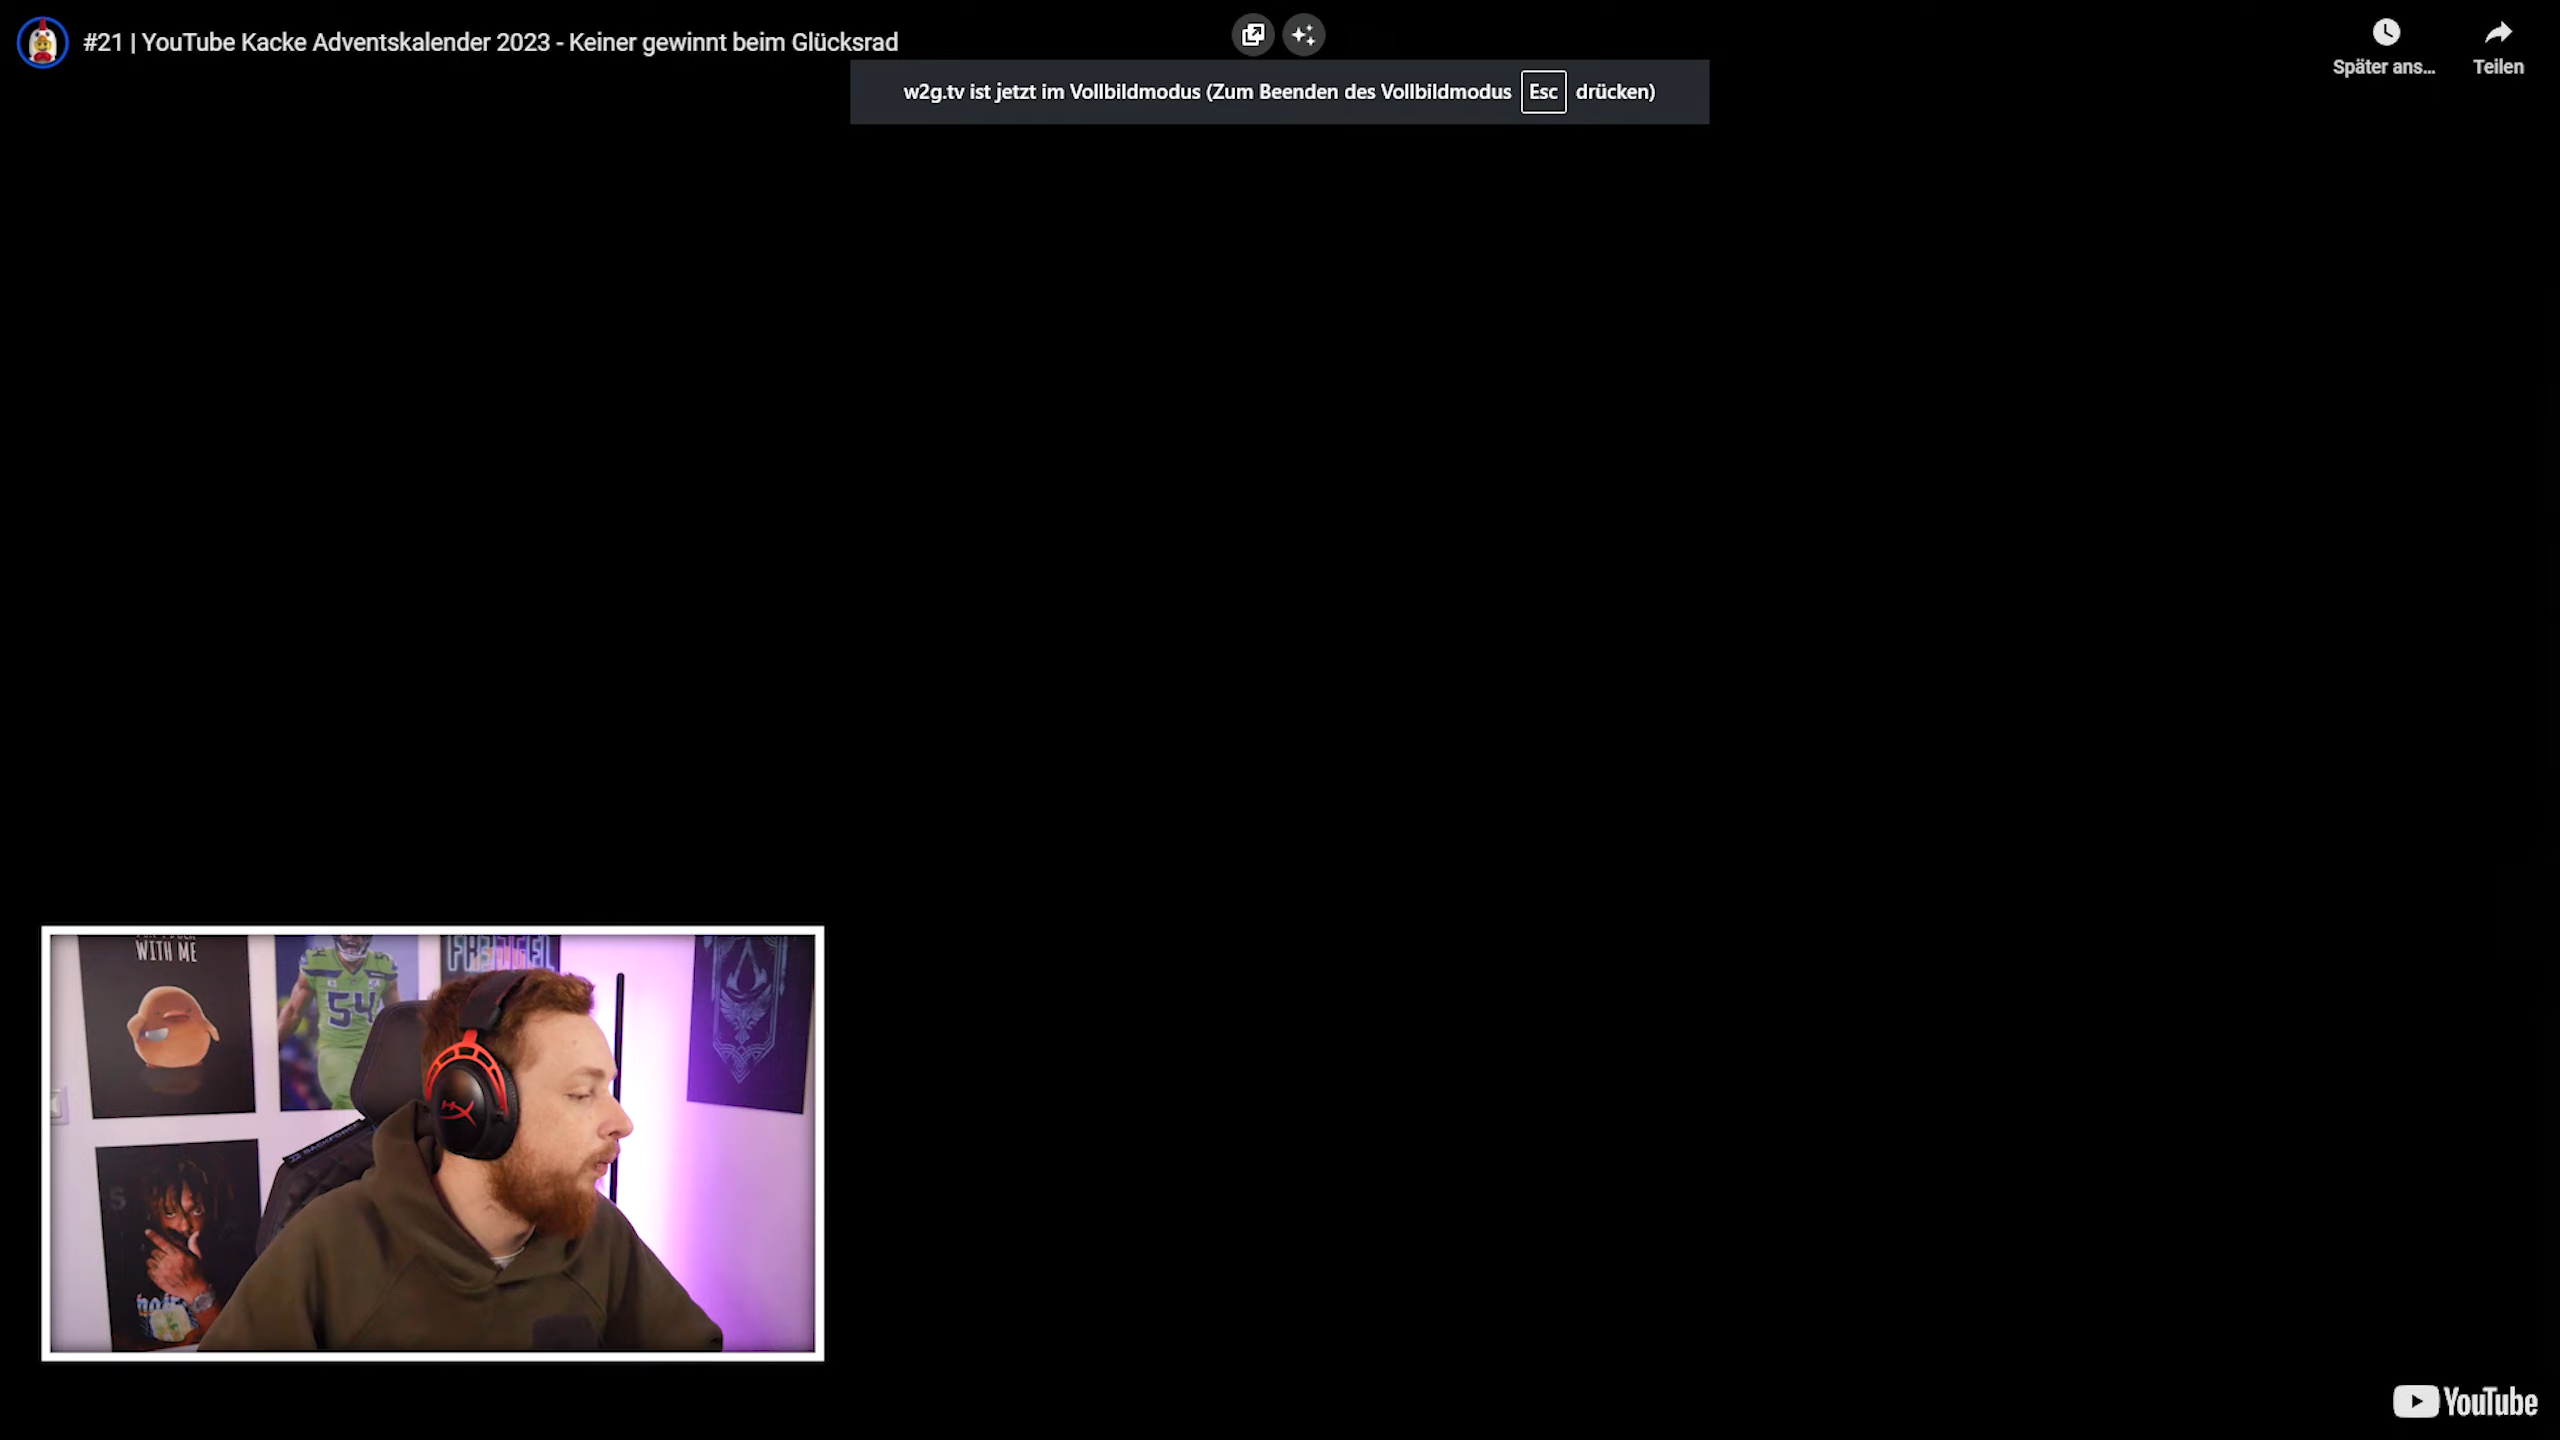 #21 | YouTube Kacke Adventskalender 2023 - Keiner gewinnt beim Glücksrad
Später ans...
Teilen
w2g.tv ist jetzt im Vollbildmodus (Zum Beenden des Vollbildmodus Esc drücken)
WITH ME
54
BACKFORCE
YouTube